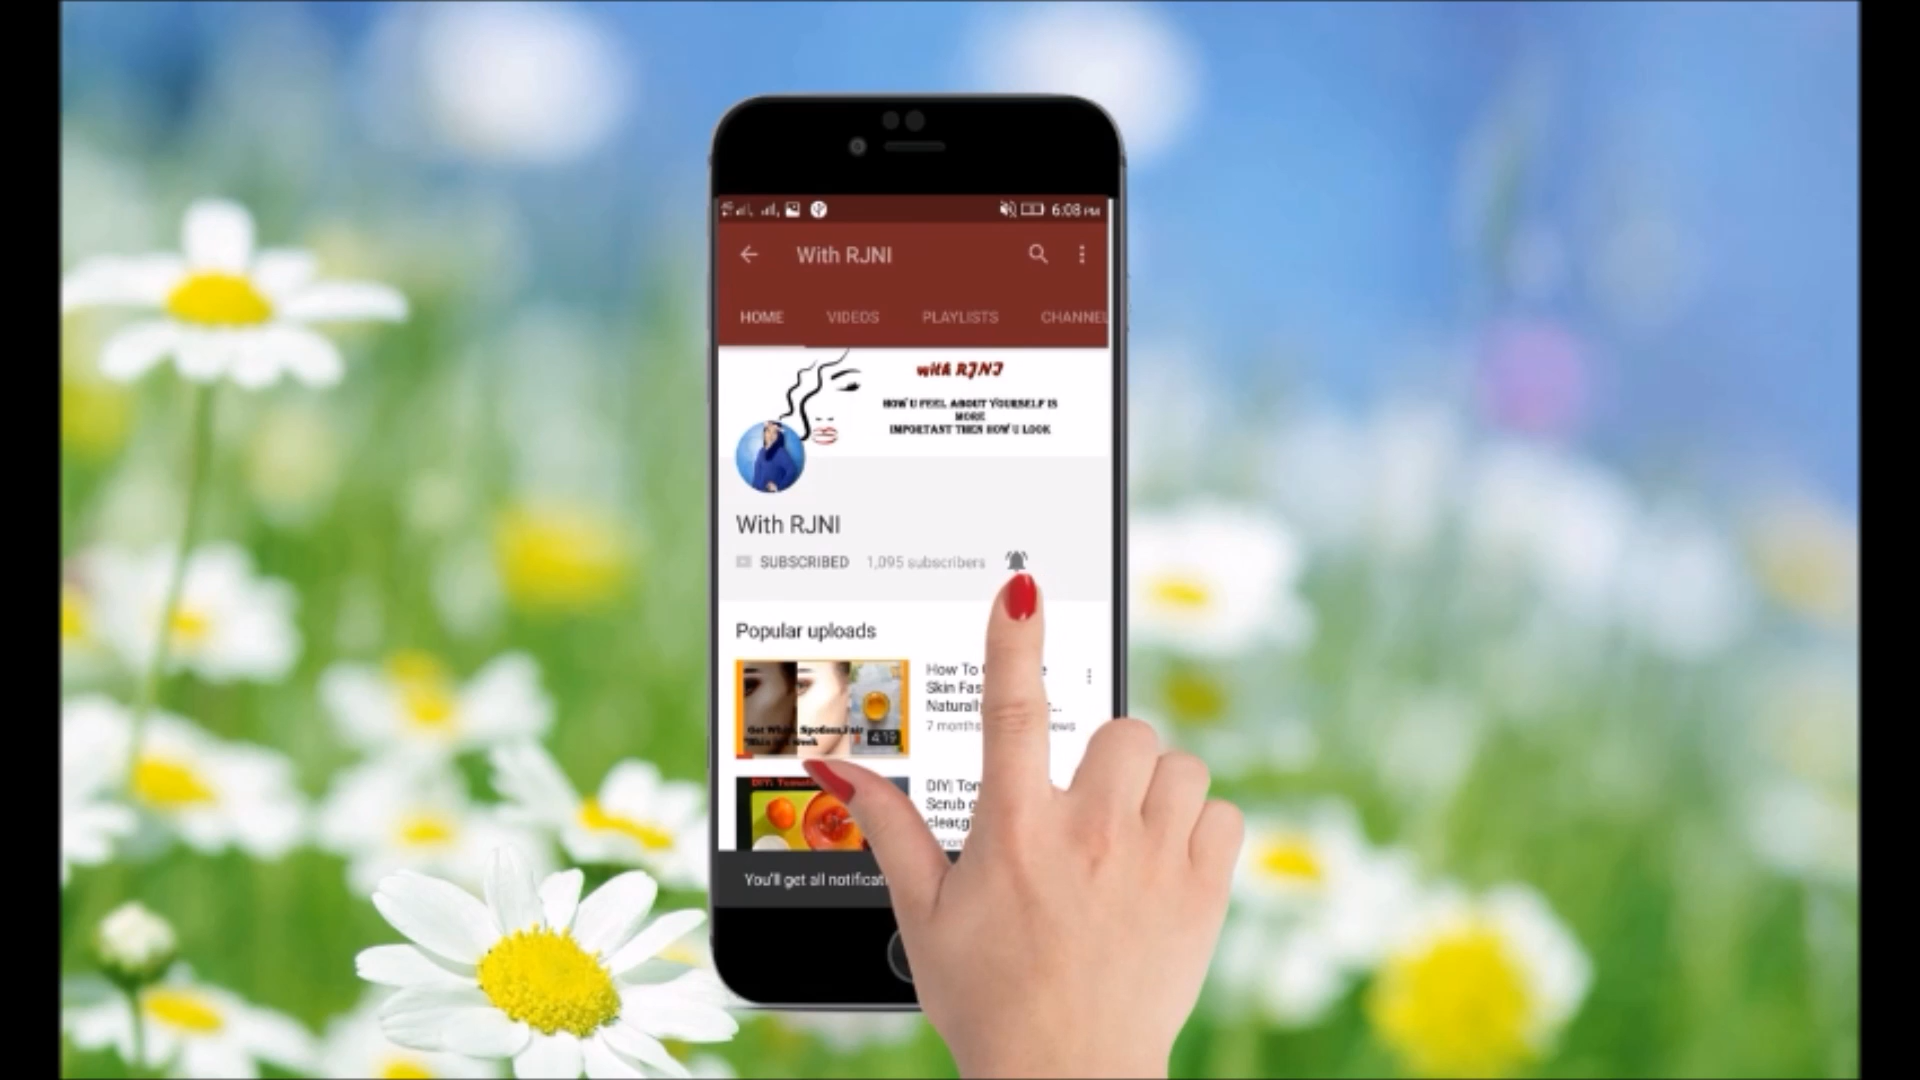 6:08 PM
With RJNI
HOME VIDEOS PLAYLISTS CHANNEL
with RJNI
HOW U FEEL ABOUT YOURSELF IS
MORE
IMPORTANT THEN HOW U LOOK
With RJNI
SUBSCRIBED 1,095 subscribers
Popular uploads
How To
Skin Fas
Naturally
7 months
4:19
DIY|
Scrub
You'll get all notificati